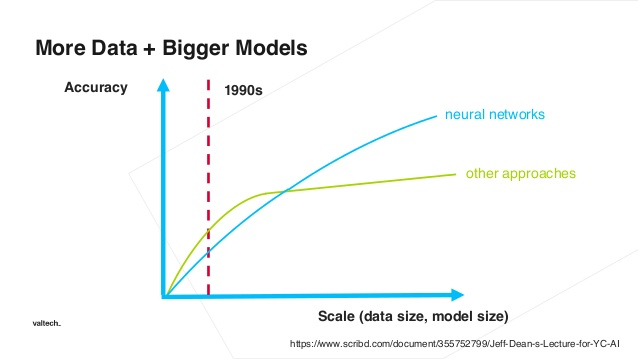 More Data + Bigger Models
Accuracy
1990s
neural networks
other approaches
Scale (data size, model size)
valtech_
https://www.scribd.com/document/355752799/Jeff-Dean-s-Lecture-for-YC-AI